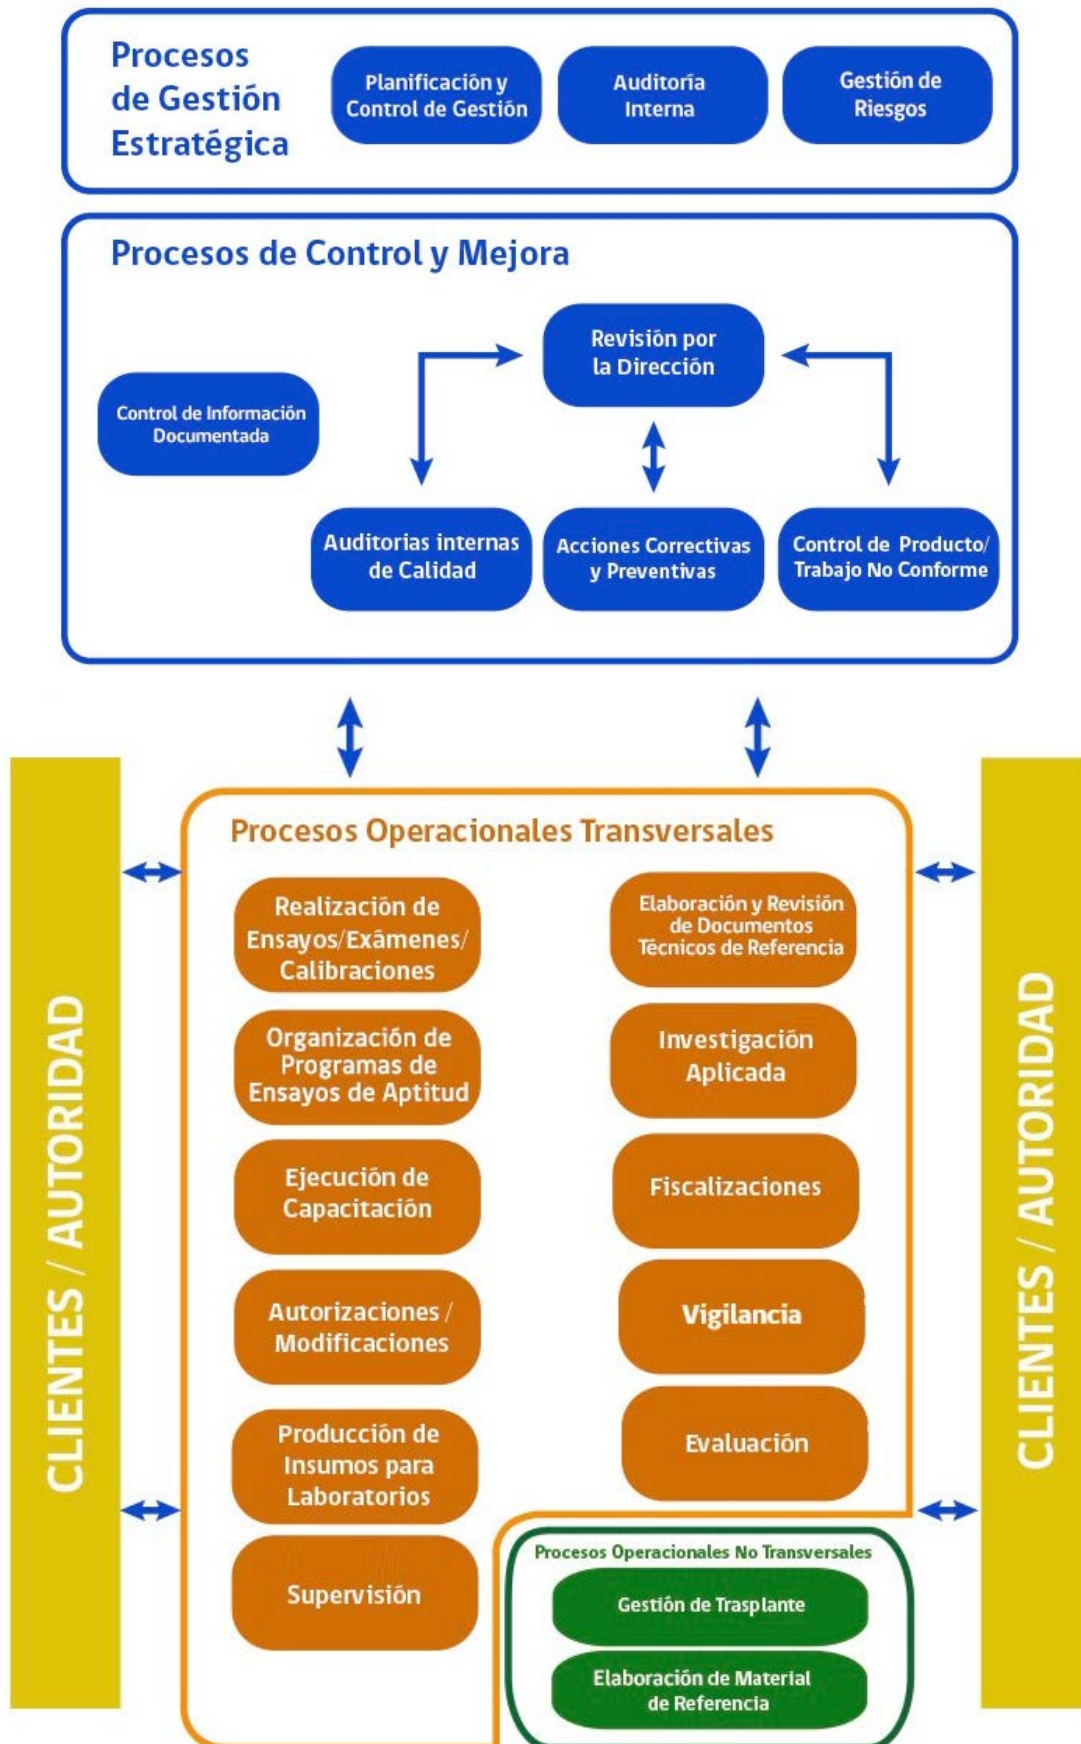 Procesos
de Gestión
Estratégica
Planificación y
Control de Gestión
Auditoría
Interna
Gestión de
Riesgos
Procesos de Control y Mejora
Revisión por
la Dirección
Control de Información
Documentada
Auditorias internas
de Calidad
Acciones Correctivas
y Preventivas
Control de Producto/
Trabajo No Conforme
CLIENTES / AUTORIDAD
Procesos Operacionales Transversales
Realización de
Ensayos/Exámenes/
Calibraciones
Organización de
Programas de
Ensayos de Aptitud
Ejecución de
Capacitación
Autorizaciones /
Modificaciones
Producción de
Insumos para
Laboratorios
Supervisión
Elaboración y Revisión
de Documentos
Técnicos de Referencia
Investigación
Aplicada
Fiscalizaciones
Vigilancia
Evaluación
Procesos Operacionales No Transversales
Gestión de Trasplante
Elaboración de Material
de Referencia
CLIENTES / AUTORIDAD